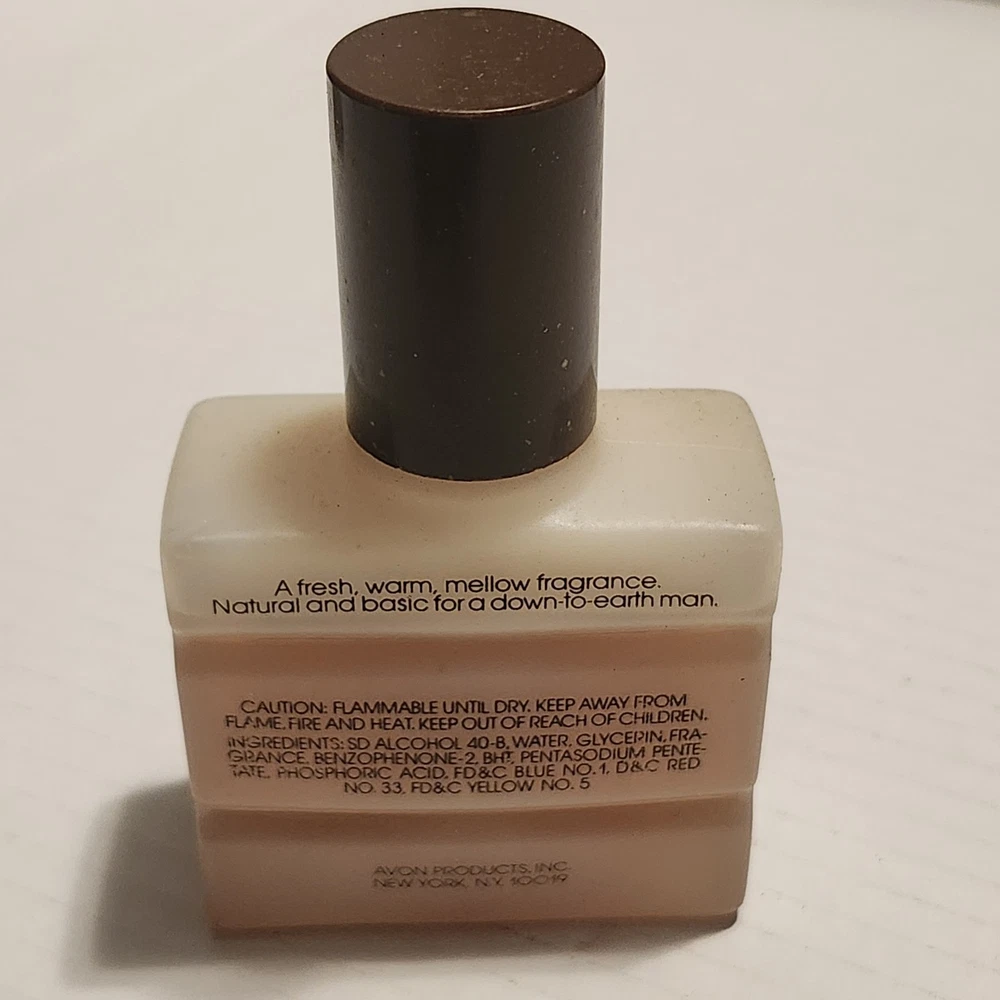 A fresh, warm, mellow fragrance.
Natural and basic for a down-to-earth man.
CAUTION: FLAMMABLE UNTIL DRY. KEEP AWAY FROM
FLAME, FIRE AND HEAT. KEEP OUT OF REACH OF CHILDREN.
INGREDIENTS: SD ALCOHOL 40-B, WATER, GLYCERIN, FRA-
GRANCE, BENZOPHENONE-2, BHT, PENTASODIUM PENTE-
TATE, PHOSPHORIC ACID, FD&C BLUE NO. 1, D&C RED
NO. 33, FD&C YELLOW NO. 5
AVON PRODUCTS, INC.
NEW YORK, N.Y. 10019